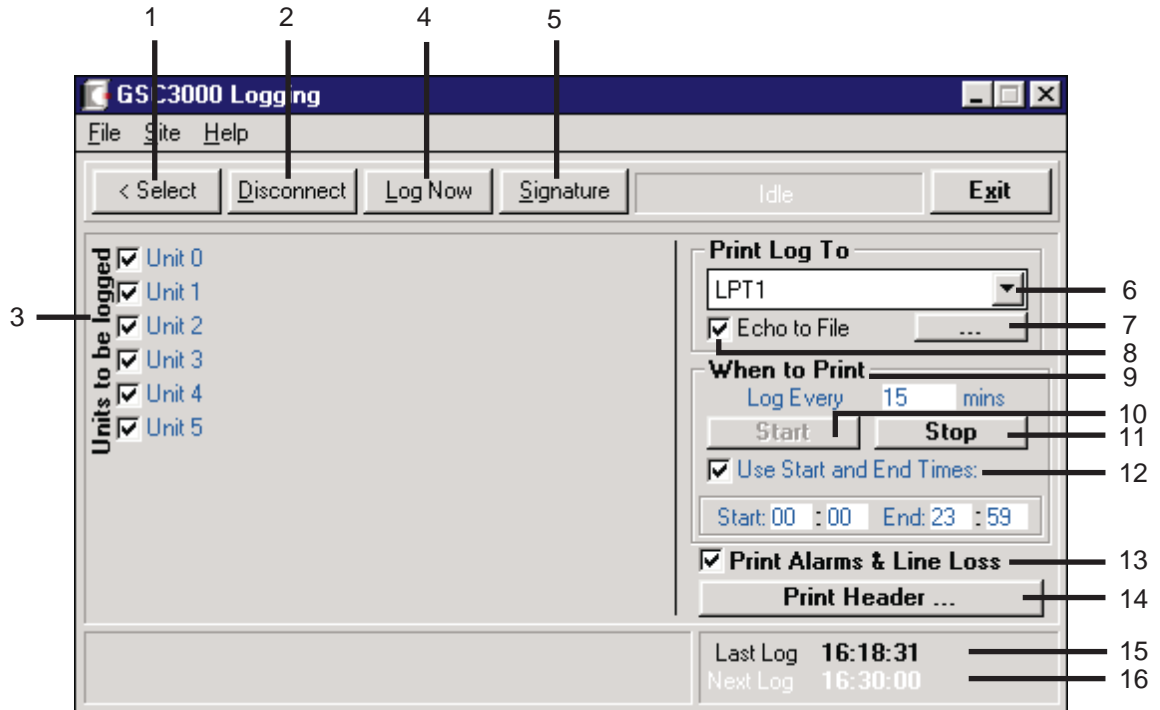 1 2 4 5
GSC3000 Logging
File Site Help
< Select Disconnect Log Now Signature Idle Exit
Units to be logged
3
Unit 0
Unit 1
Unit 2
Unit 3
Unit 4
Unit 5
Print Log To
LPT1 6
Echo to File ... 7
8
When to Print 9
Log Every 15 mins
10
Start Stop 11
Use Start and End Times: 12
Start: 00 : 00 End: 23 : 59
Print Alarms & Line Loss 13
Print Header ... 14
Last Log 16:18:31 15
Next Log 16:30:00 16